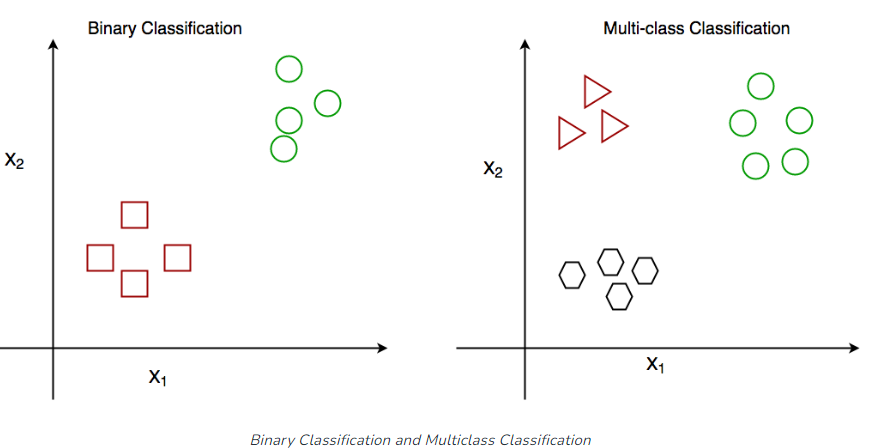 Binary Classification
X2
X1
Multi-class Classification
X2
X1
Binary Classification and Multiclass Classification